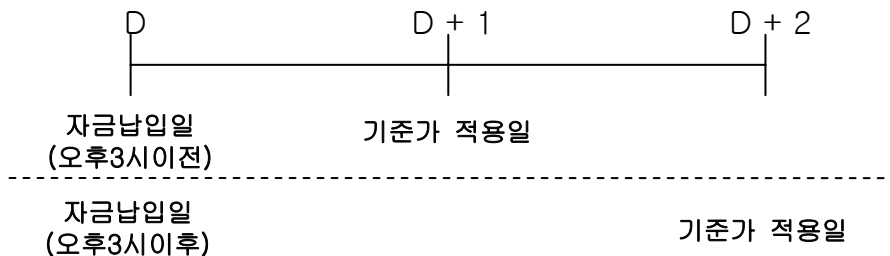 D D + 1 D + 2
자금납입일
(오후3시이전)
기준가 적용일
자금납입일
(오후3시이후)
기준가 적용일